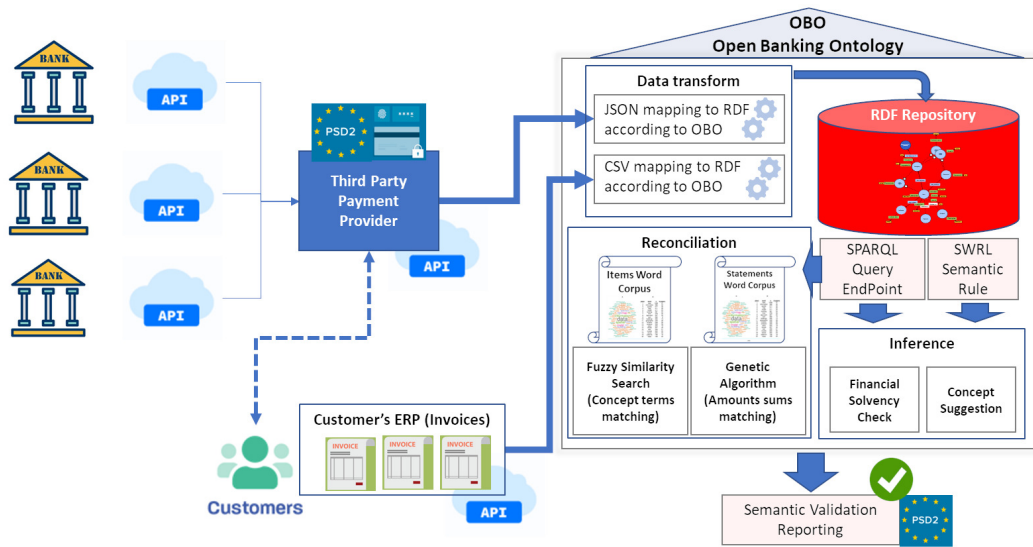 BANK
API
BANK
API
BANK
API
PSD2
Third Party
Payment
Provider
API
Customers
Customer's ERP (Invoices)
INVOICE
INVOICE
INVOICE
API
OBO
Open Banking Ontology
Data transform
JSON mapping to RDF
according to OBO
CSV mapping to RDF
according to OBO
RDF Repository
Reconciliation
Items Word
Corpus
Statements
Word Corpus
Fuzzy Similarity
Search
(Concept terms
matching)
Genetic
Algorithm
(Amounts sums
matching)
SPARQL
Query
EndPoint
SWRL
Semantic
Rule
Inference
Financial
Solvency
Check
Concept
Suggestion
Semantic Validation
Reporting
PSD2